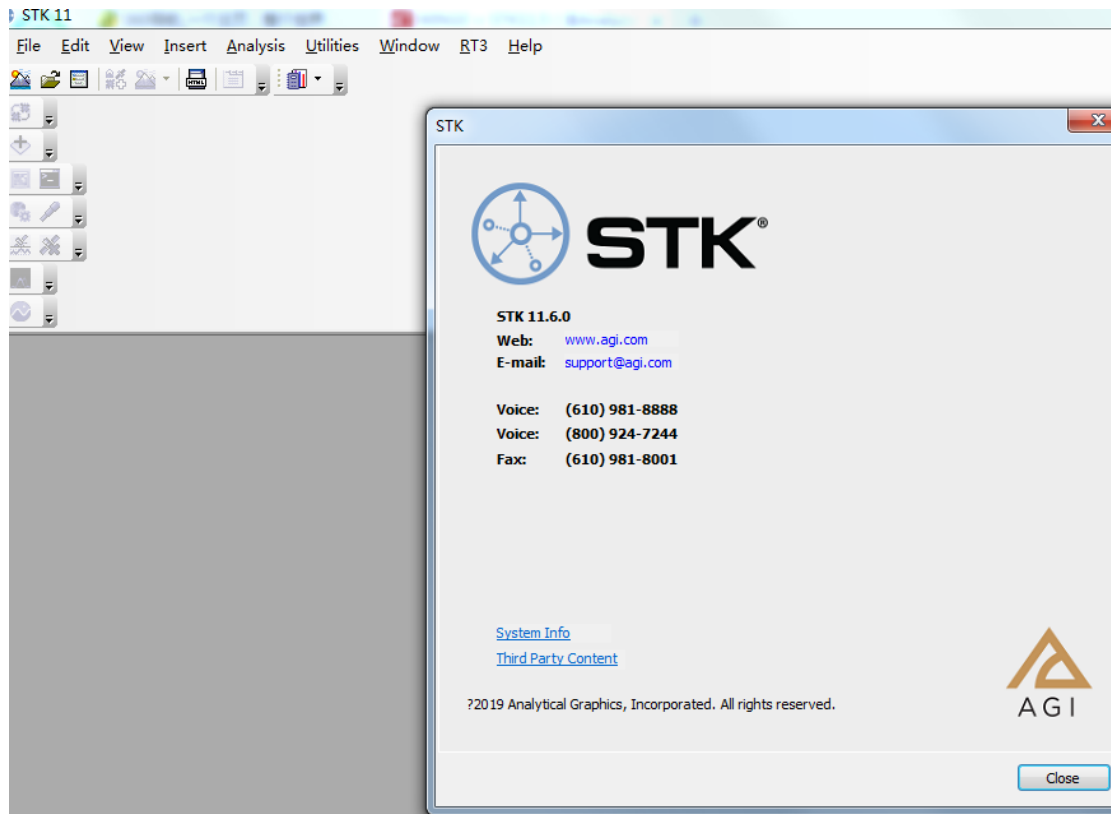 STK 11
File Edit View Insert Analysis Utilities Window RT3 Help
HTML
STK
STK®
STK 11.6.0
Web: www.agi.com
E-mail: support@agi.com
Voice: (610) 981-8888
Voice: (800) 924-7244
Fax: (610) 981-8001
System Info
Third Party Content
?2019 Analytical Graphics, Incorporated. All rights reserved.
AGI
Close